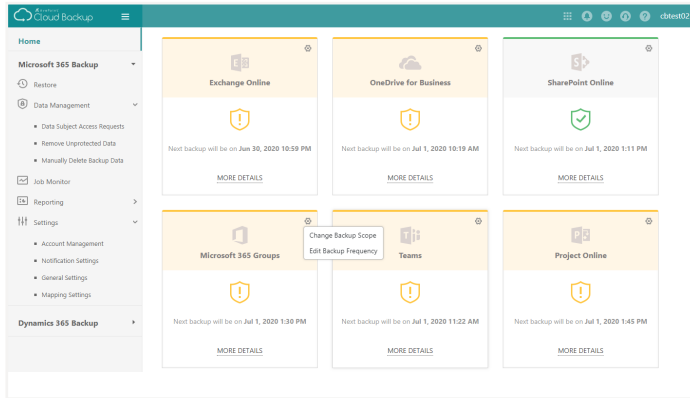 AvePoint
Cloud Backup
cbtest02
Home
Microsoft 365 Backup
Restore
Data Management
Data Subject Access Requests
Remove Unprotected Data
Manually Delete Backup Data
Job Monitor
Reporting
Settings
Account Management
Notification Settings
General Settings
Mapping Settings
Dynamics 365 Backup
Exchange Online
Next backup will be on Jun 30, 2020 10:59 PM
MORE DETAILS
OneDrive for Business
Next backup will be on Jul 1, 2020 10:19 AM
MORE DETAILS
SharePoint Online
Next backup will be on Jul 1, 2020 1:11 PM
MORE DETAILS
Microsoft 365 Groups
Next backup will be on Jul 1, 2020 1:30 PM
MORE DETAILS
Change Backup Scope
Edit Backup Frequency
Teams
Next backup will be on Jul 1, 2020 11:22 AM
MORE DETAILS
Project Online
Next backup will be on Jul 1, 2020 1:45 PM
MORE DETAILS